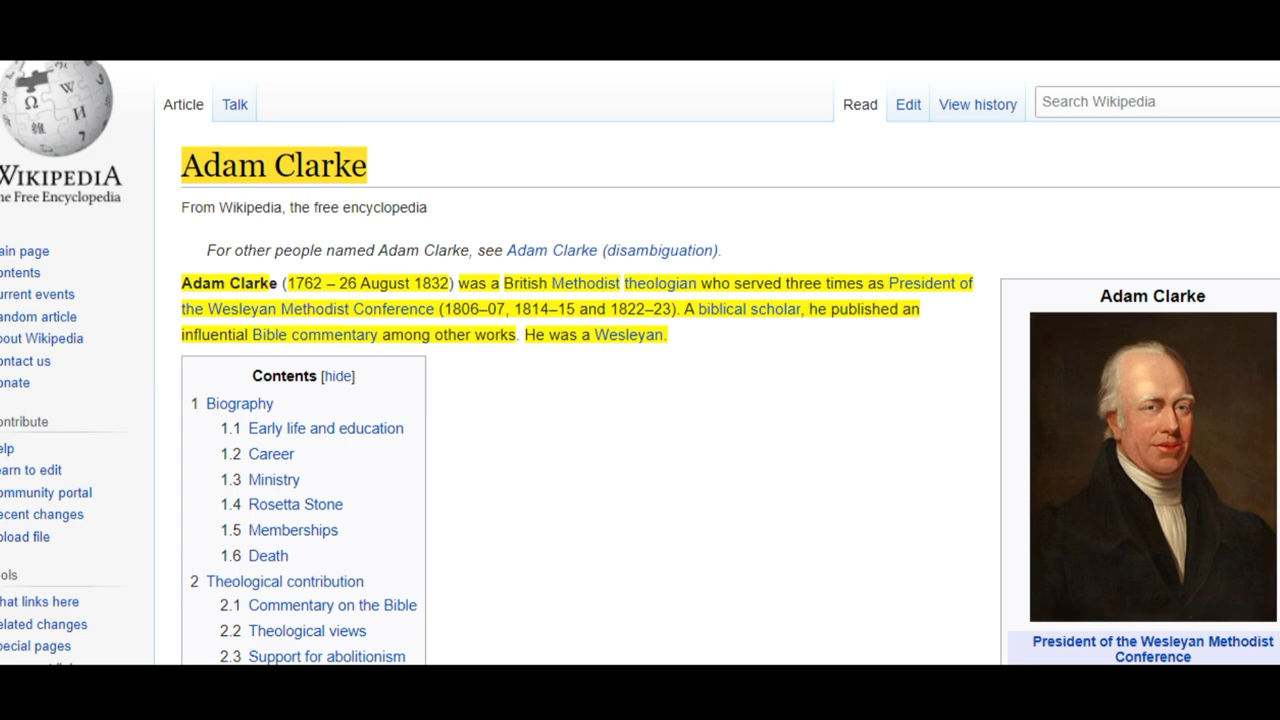 Article
Talk
Read
Edit
View history
Search Wikipedia
WIKIPEDIA
he Free Encyclopedia
Adam Clarke
From Wikipedia, the free encyclopedia
For other people named Adam Clarke, see Adam Clarke (disambiguation).
Adam Clarke (1762 – 26 August 1832) was a British Methodist theologian who served three times as President of
the Wesleyan Methodist Conference (1806–07, 1814–15 and 1822–23). A biblical scholar, he published an
influential Bible commentary among other works. He was a Wesleyan.
ain page
ontents
urrent events
andom article
bout Wikipedia
ontact us
onate
ontribute
elp
earn to edit
ommunity portal
ecent changes
pload file
ols
hat links here
elated changes
pecial pages
Contents [hide]
1 Biography
1.1 Early life and education
1.2 Career
1.3 Ministry
1.4 Rosetta Stone
1.5 Memberships
1.6 Death
2 Theological contribution
2.1 Commentary on the Bible
2.2 Theological views
2.3 Support for abolitionism
Adam Clarke
President of the Wesleyan Methodist
Conference